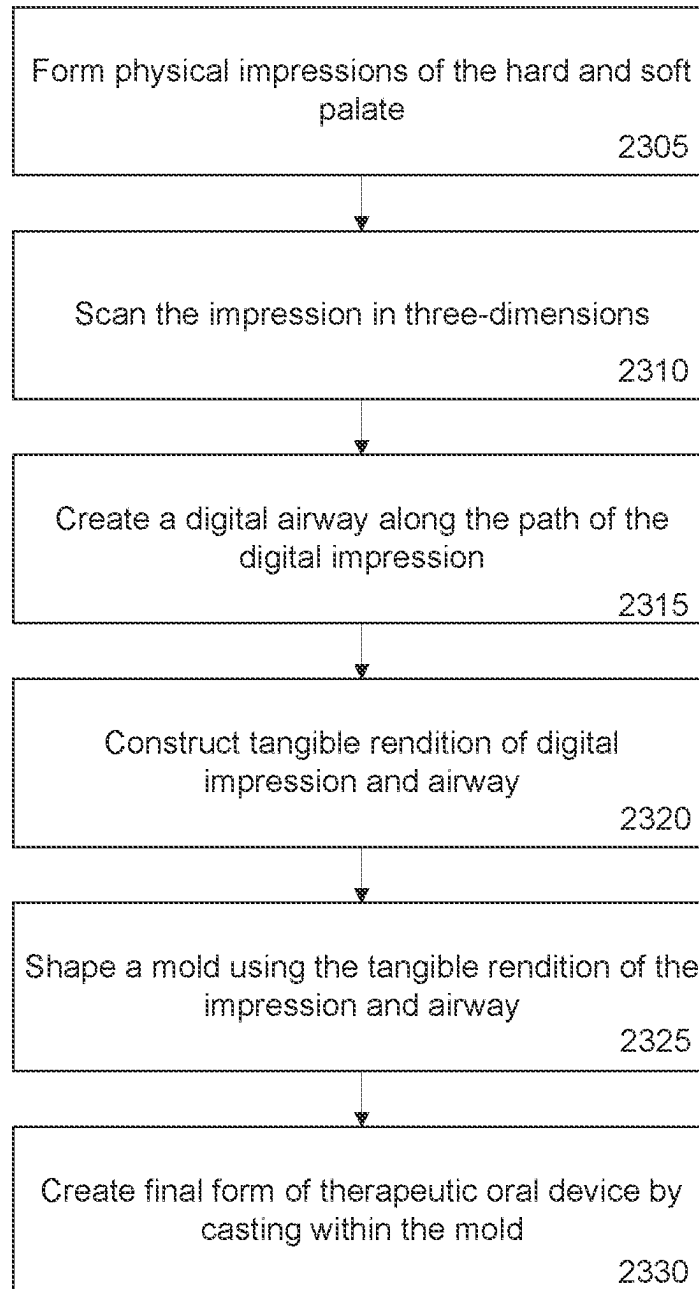 Form physical impressions of the hard and soft
palate
2305
Scan the impression in three-dimensions
2310
Create a digital airway along the path of the
digital impression
2315
Construct tangible rendition of digital
impression and airway
2320
Shape a mold using the tangible rendition of the
impression and airway
2325
Create final form of therapeutic oral device by
casting within the mold
2330